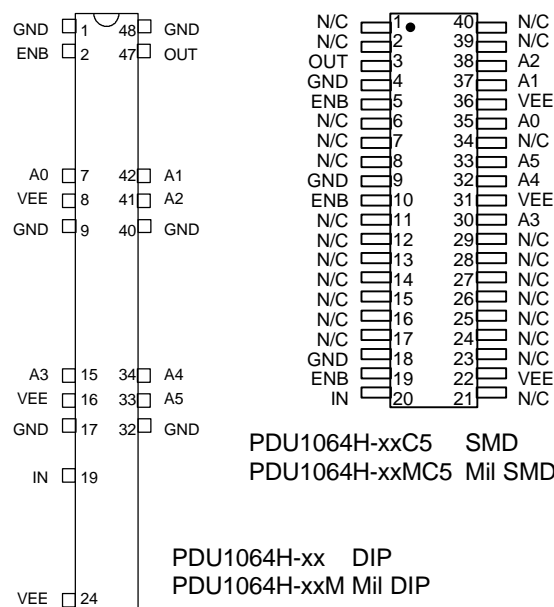 GND 1 48 GND
ENB 2 47 OUT
A0 7 42 A1
VEE 8 41 A2
GND 9 40 GND
A3 15 34 A4
VEE 16 33 A5
GND 17 32 GND
IN 19
VEE 24
N/C 1 40 N/C
N/C 2 39 N/C
OUT 3 38 A2
GND 4 37 A1
ENB 5 36 VEE
N/C 6 35 A0
N/C 7 34 N/C
N/C 8 33 A5
GND 9 32 A4
ENB 10 31 VEE
N/C 11 30 A3
N/C 12 29 N/C
N/C 13 28 N/C
N/C 14 27 N/C
N/C 15 26 N/C
N/C 16 25 N/C
N/C 17 24 N/C
GND 18 23 N/C
ENB 19 22 VEE
IN 20 21 N/C
PDU1064H-xxC5 SMD
PDU1064H-xxMC5 Mil SMD
PDU1064H-xx DIP
PDU1064H-xxM Mil DIP